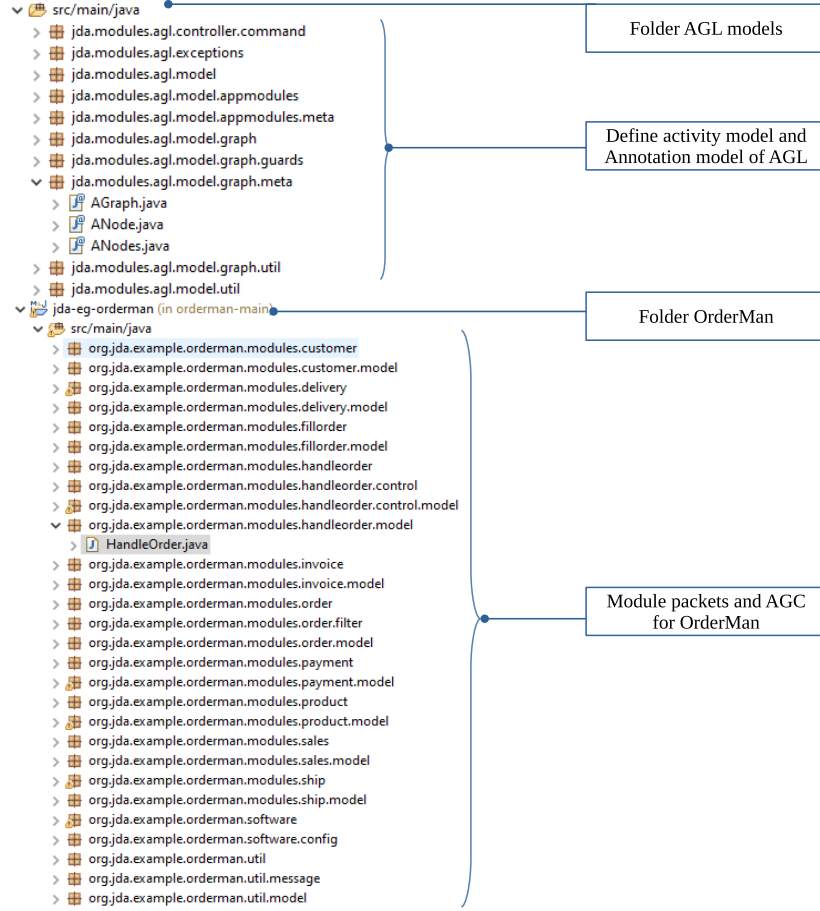 src/main/java
Folder AGL models
jda.modules.agl.controller.command
jda.modules.agl.exceptions
jda.modules.agl.model
jda.modules.agl.model.appmodules
jda.modules.agl.model.appmodules.meta
jda.modules.agl.model.graph
jda.modules.agl.model.graph.guards
jda.modules.agl.model.graph.meta
AGraph.java
ANode.java
ANodes.java
jda.modules.agl.model.graph.util
jda.modules.agl.model.util
Define activity model and
Annotation model of AGL
jda-eg-orderman (in orderman-main)
Folder OrderMan
src/main/java
org.jda.example.orderman.modules.customer
org.jda.example.orderman.modules.customer.model
org.jda.example.orderman.modules.delivery
org.jda.example.orderman.modules.delivery.model
org.jda.example.orderman.modules.fillorder
org.jda.example.orderman.modules.fillorder.model
org.jda.example.orderman.modules.handleorder
org.jda.example.orderman.modules.handleorder.control
org.jda.example.orderman.modules.handleorder.control.model
org.jda.example.orderman.modules.handleorder.model
HandleOrder.java
org.jda.example.orderman.modules.invoice
org.jda.example.orderman.modules.invoice.model
org.jda.example.orderman.modules.order
org.jda.example.orderman.modules.order.filter
org.jda.example.orderman.modules.order.model
org.jda.example.orderman.modules.payment
org.jda.example.orderman.modules.payment.model
org.jda.example.orderman.modules.product
org.jda.example.orderman.modules.product.model
org.jda.example.orderman.modules.sales
org.jda.example.orderman.modules.sales.model
org.jda.example.orderman.modules.ship
org.jda.example.orderman.modules.ship.model
org.jda.example.orderman.software
org.jda.example.orderman.software.config
org.jda.example.orderman.util
org.jda.example.orderman.util.message
org.jda.example.orderman.util.model
Module packets and AGC
for OrderMan